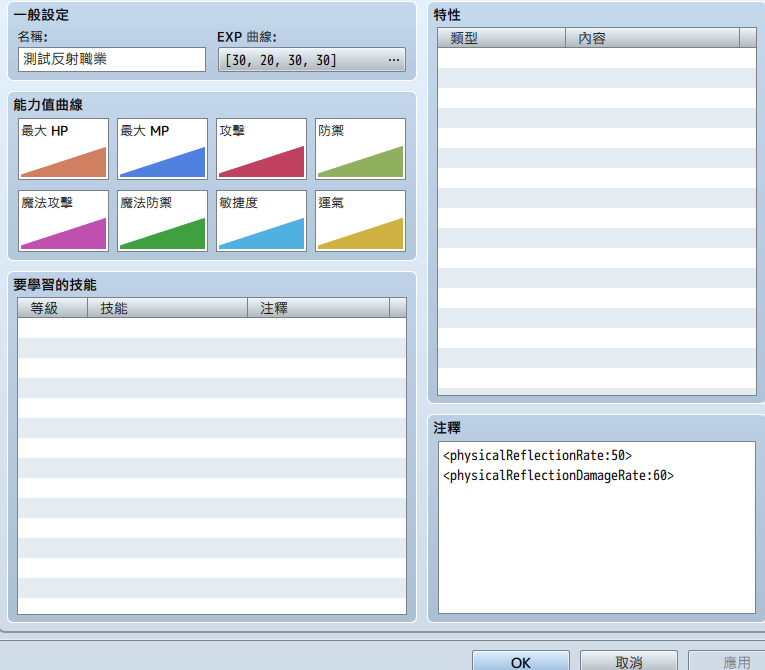 一般設定
名稱:
EXP 曲線:
測試反射職業
[30, 20, 30, 30]
...
能力值曲線
最大 HP
最大 MP
攻擊
防禦
魔法攻擊
魔法防禦
敏捷度
運氣
要學習的技能
等級
技能
注釋
特性
類型
內容
注釋
<physicalReflectionRate:50>
<physicalReflectionDamageRate:60>
OK
取消
應用